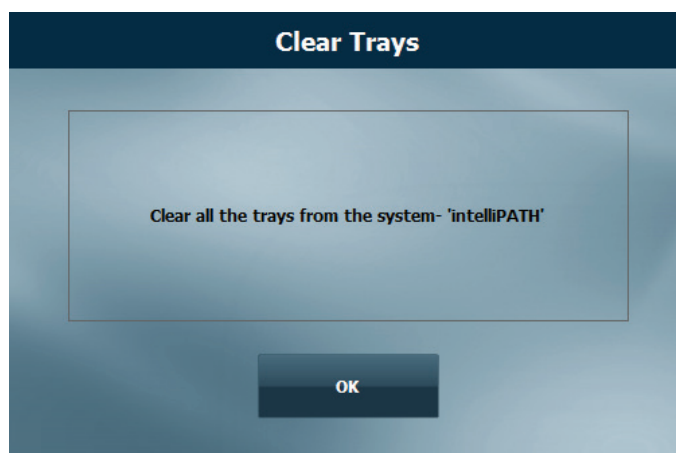 Clear Trays
Clear all the trays from the system- 'intelliPATH'
OK